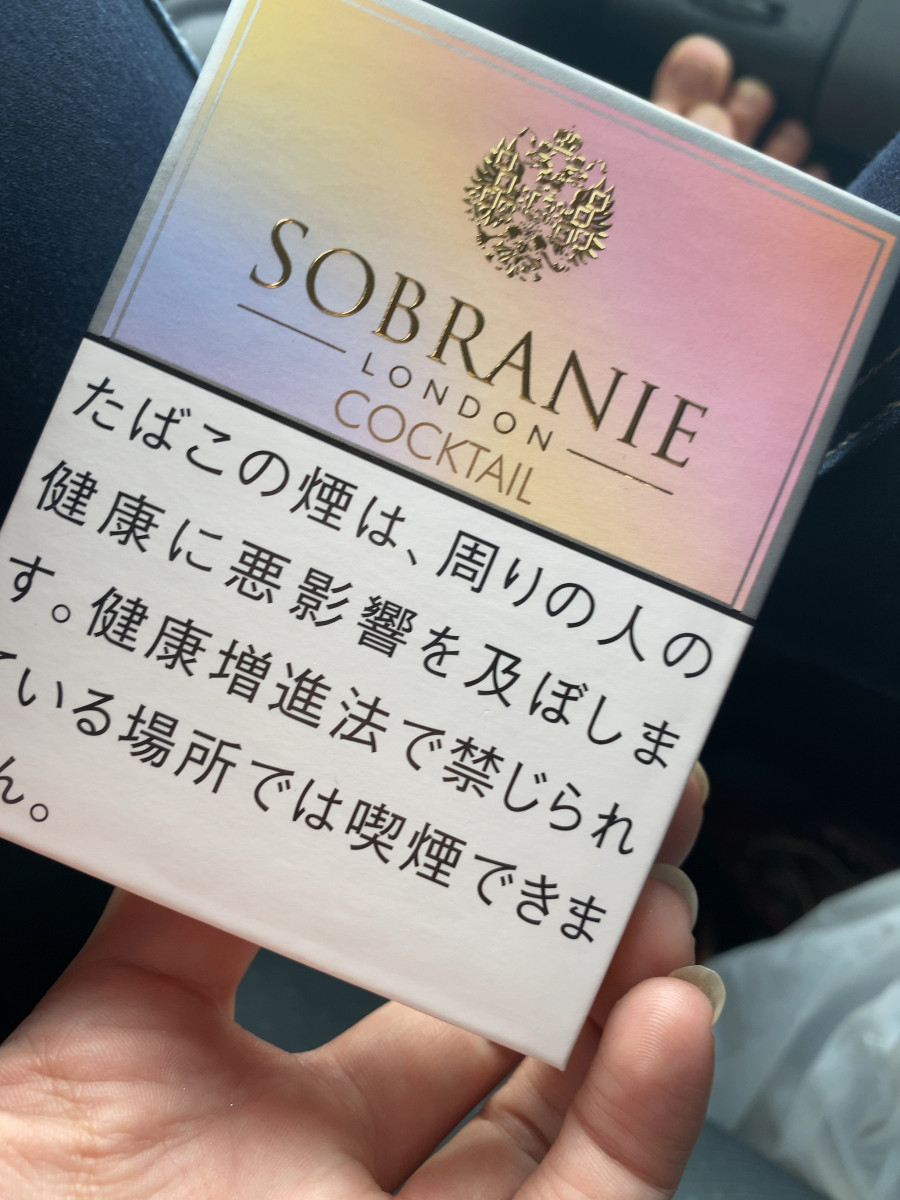 SOBRANIE
LONDON
COCKTAIL
たばこの煙は、周りの人の
健康に悪影響を及ぼしま
す。健康増進法で禁じられ
ている場所では喫煙できま
ん。